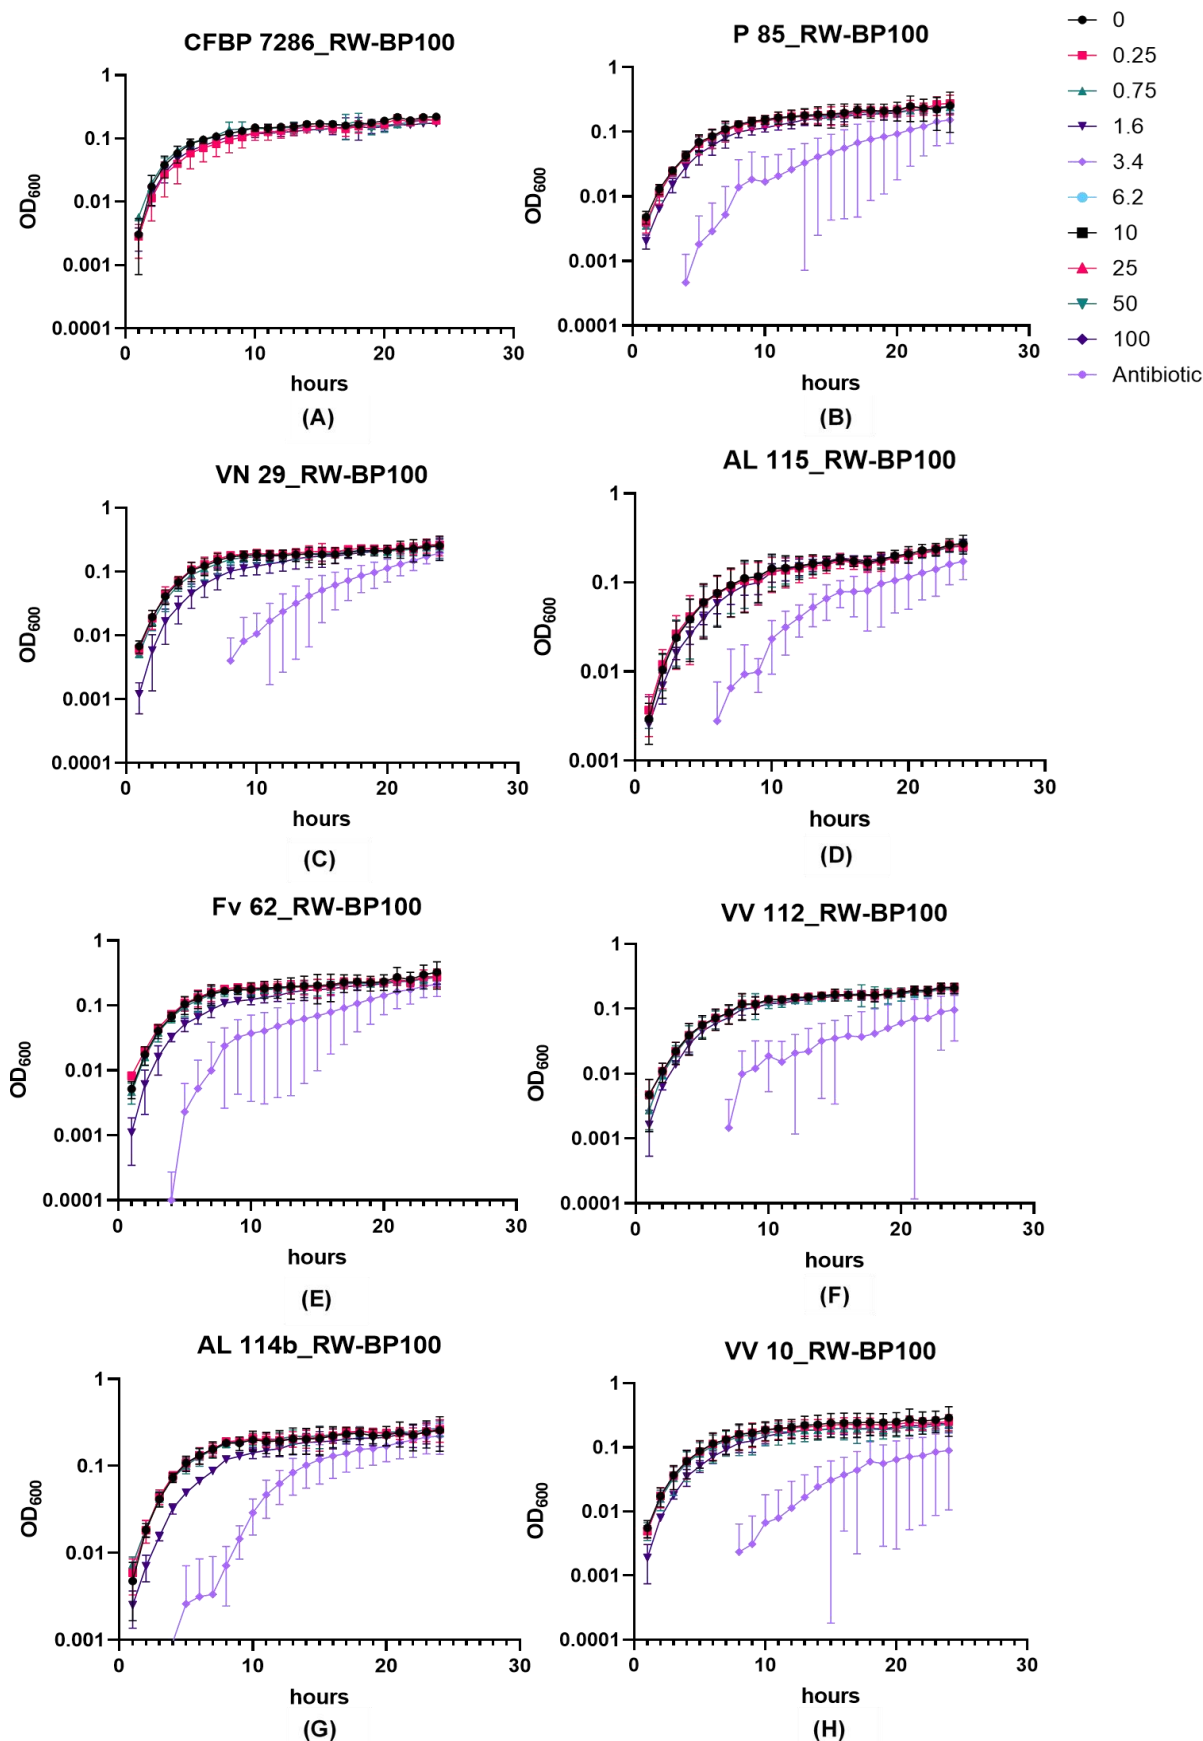 CFBP 7286_RW-BP100
1
0.1
0.01
0.001
0.0001
OD600
0 10 20 30
hours
(A)
P 85_RW-BP100
1
0.1
0.01
0.001
0.0001
OD600
0 10 20 30
hours
(B)
0
0.25
0.75
1.6
3.4
6.2
10
25
50
100
Antibiotic
VN 29_RW-BP100
1
0.1
0.01
0.001
0.0001
OD600
0 10 20 30
hours
(C)
AL 115_RW-BP100
1
0.1
0.01
0.001
OD600
0 10 20 30
hours
(D)
Fv 62_RW-BP100
1
0.1
0.01
0.001
0.0001
OD600
0 10 20 30
hours
(E)
VV 112_RW-BP100
1
0.1
0.01
0.001
0.0001
OD600
0 10 20 30
hours
(F)
AL 114b_RW-BP100
1
0.1
0.01
0.001
OD600
0 10 20 30
hours
(G)
VV 10_RW-BP100
1
0.1
0.01
0.001
0.0001
OD600
0 10 20 30
hours
(H)